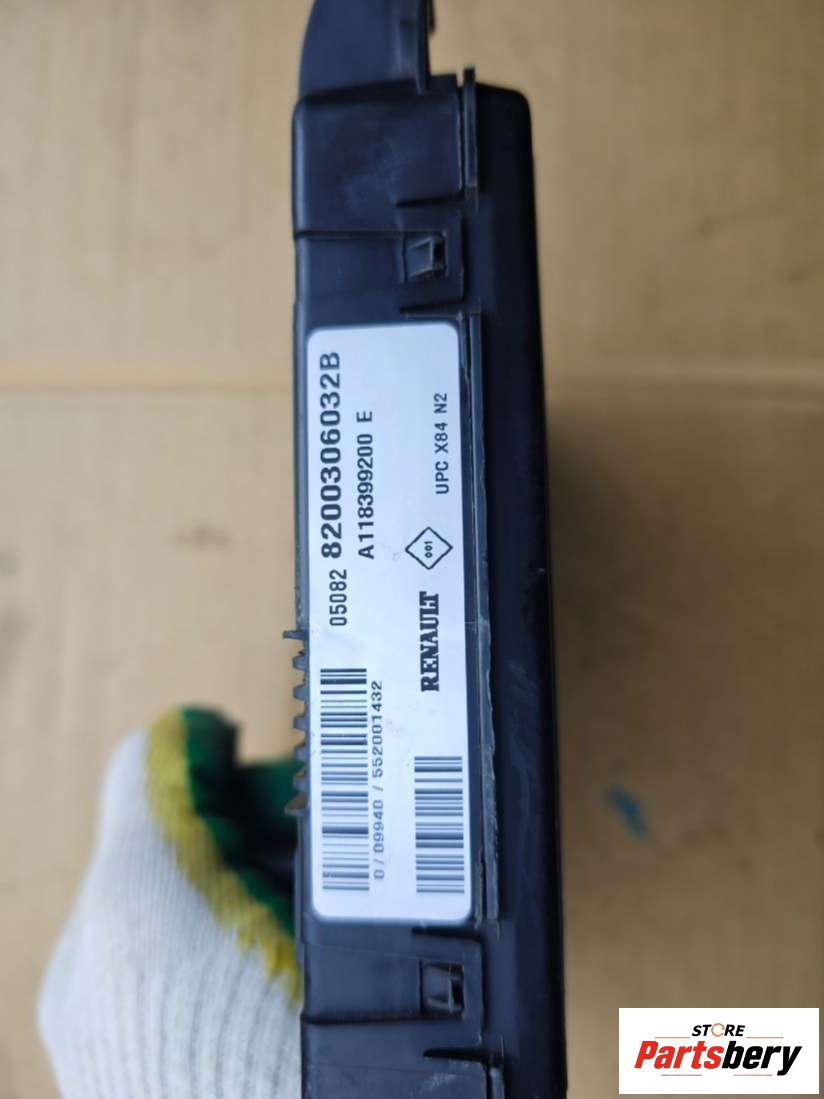 05082 8200306032B
A118399200 E
RENAULT 001 UPC X84 N2
0 / 09940 / 552001432
STORE
Partsbery